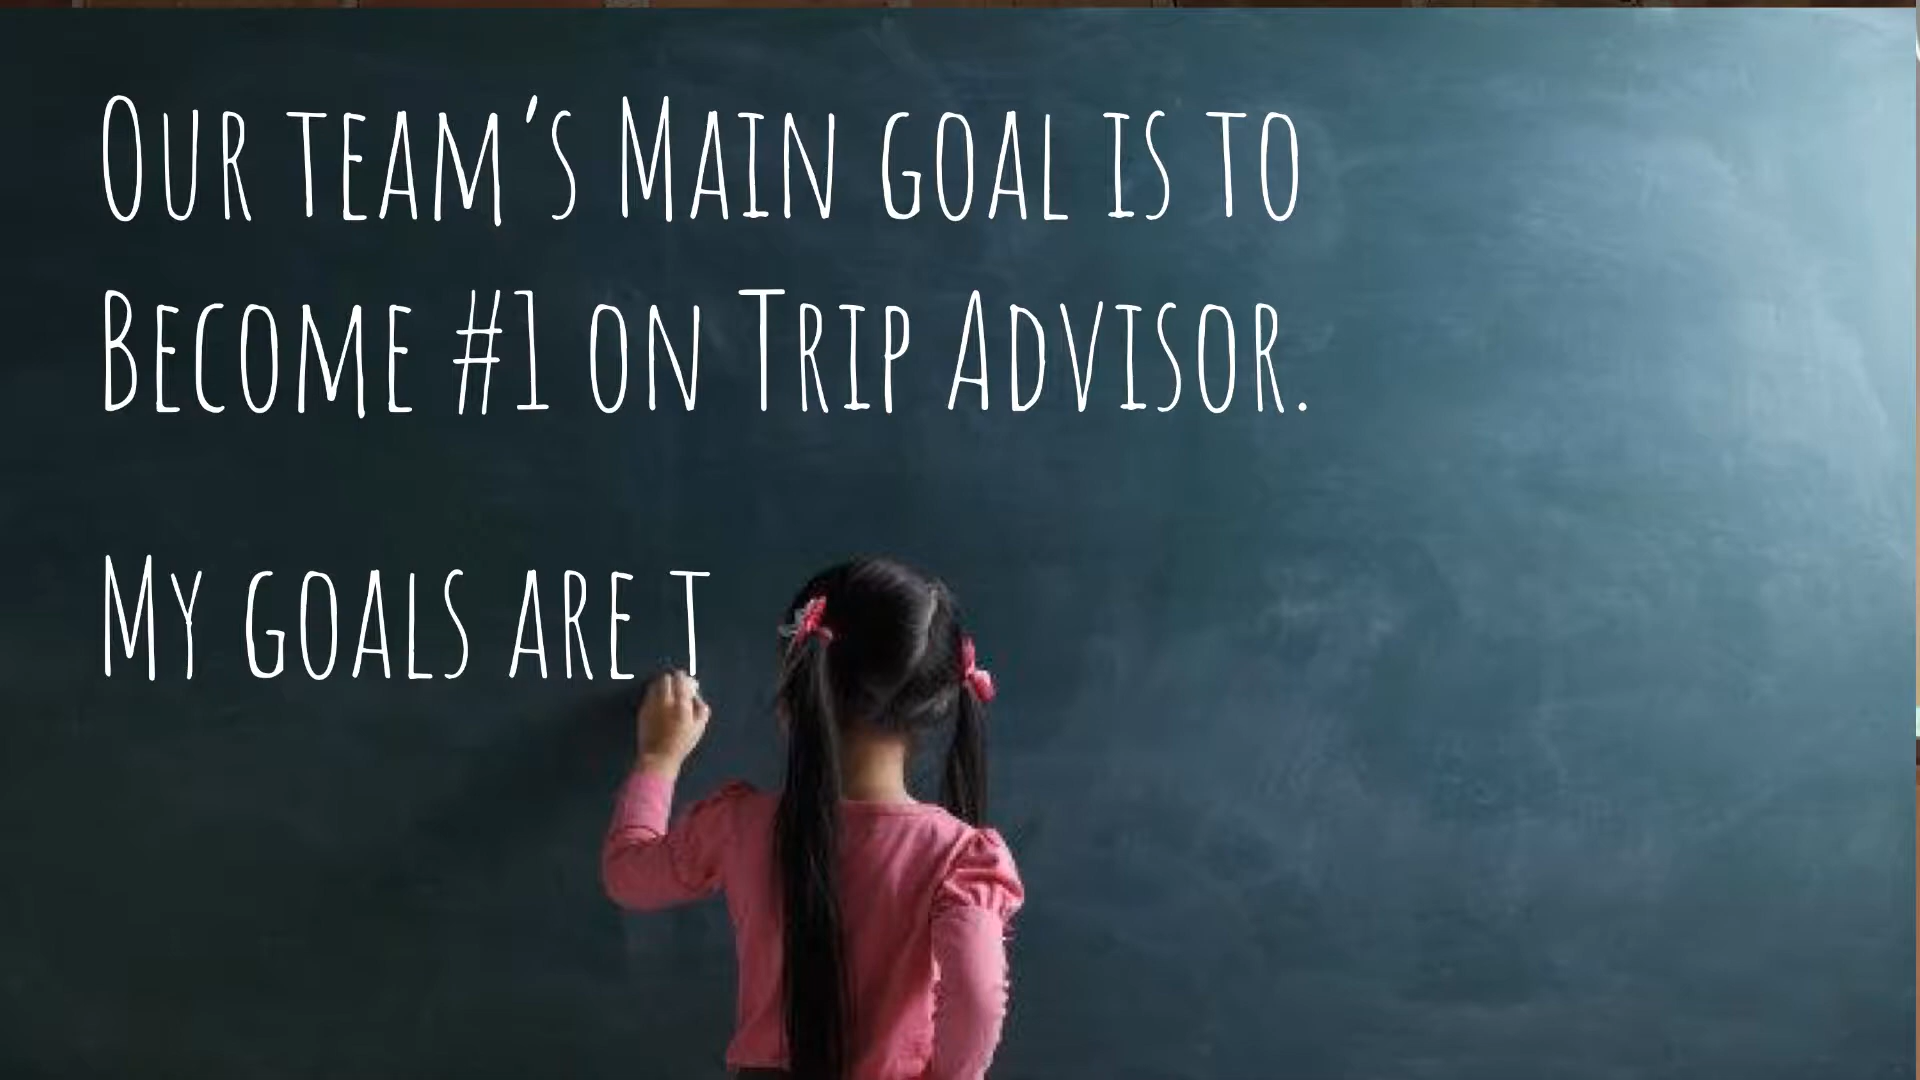 Our team's Main goal is to
Become #1 on Trip Advisor.
My goals are t